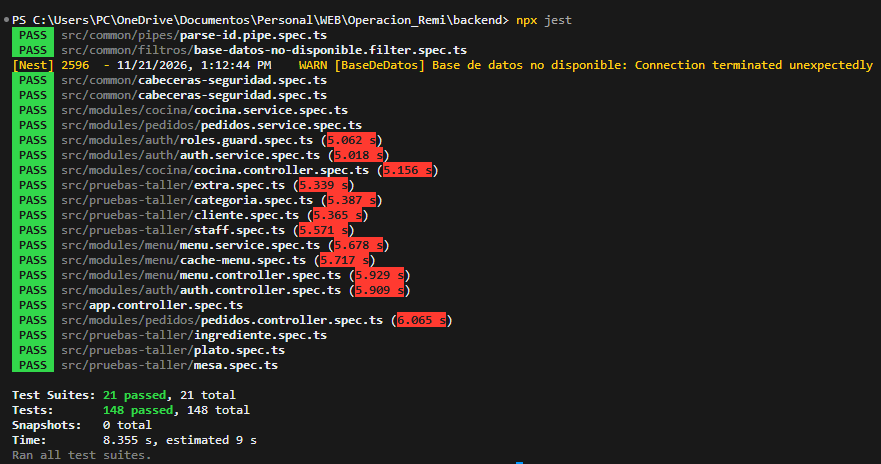 PS C:\Users\PC\OneDrive\Documentos\Personal\WEB\Operacion_Remi\backend> npx jest
PASS src/common/pipes/parse-id.pipe.spec.ts
PASS src/common/filtros/base-datos-no-disponible.filter.spec.ts
[Nest] 2596  - 11/21/2026, 1:12:44 PM    WARN [BaseDeDatos] Base de datos no disponible: Connection terminated unexpectedly
PASS src/common/cabeceras-seguridad.spec.ts
PASS src/common/cabeceras-seguridad.spec.ts
PASS src/modules/cocina/cocina.service.spec.ts
PASS src/modules/pedidos/pedidos.service.spec.ts
PASS src/modules/auth/roles.guard.spec.ts (5.062 s)
PASS src/modules/auth/auth.service.spec.ts (5.018 s)
PASS src/modules/cocina/cocina.controller.spec.ts (5.156 s)
PASS src/pruebas-taller/extra.spec.ts (5.339 s)
PASS src/pruebas-taller/categoria.spec.ts (5.387 s)
PASS src/pruebas-taller/cliente.spec.ts (5.365 s)
PASS src/pruebas-taller/staff.spec.ts (5.571 s)
PASS src/modules/menu/menu.service.spec.ts (5.678 s)
PASS src/modules/menu/cache-menu.spec.ts (5.717 s)
PASS src/modules/menu/menu.controller.spec.ts (5.929 s)
PASS src/modules/auth/auth.controller.spec.ts (5.909 s)
PASS src/app.controller.spec.ts
PASS src/modules/pedidos/pedidos.controller.spec.ts (6.065 s)
PASS src/pruebas-taller/ingrediente.spec.ts
PASS src/pruebas-taller/plato.spec.ts
PASS src/pruebas-taller/mesa.spec.ts
Test Suites: 21 passed, 21 total
Tests:       148 passed, 148 total
Snapshots:   0 total
Time:        8.355 s, estimated 9 s
Ran all test suites.